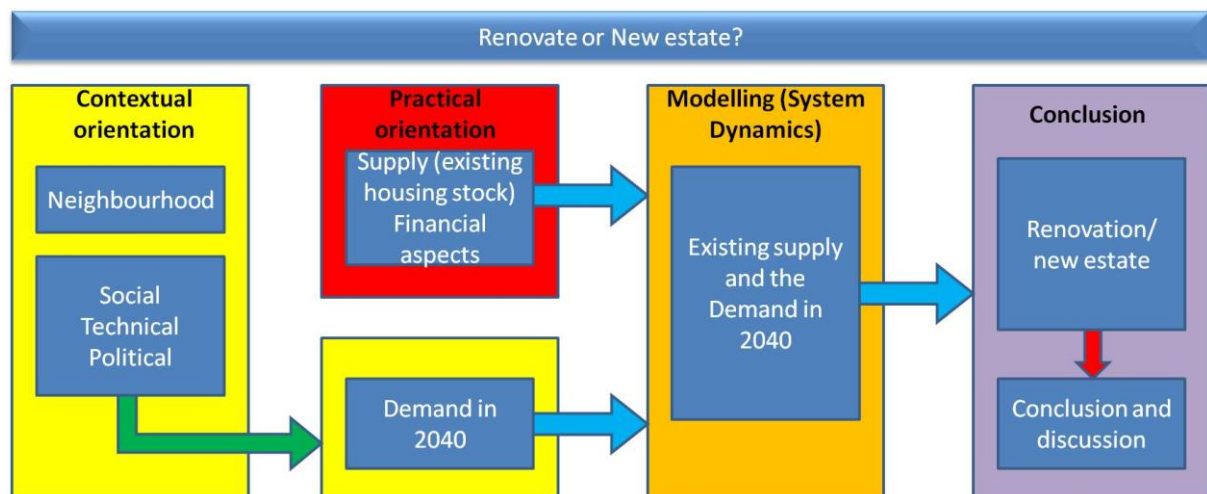 Renovate or New estate?
Contextual
orientation
Neighbourhood
Social
Technical
Political
Practical
orientation
Supply (existing
housing stock)
Financial
aspects
Demand in
2040
Modelling (System
Dynamics)
Existing supply
and the
Demand in
2040
Conclusion
Renovation/
new estate
Conclusion and
discussion